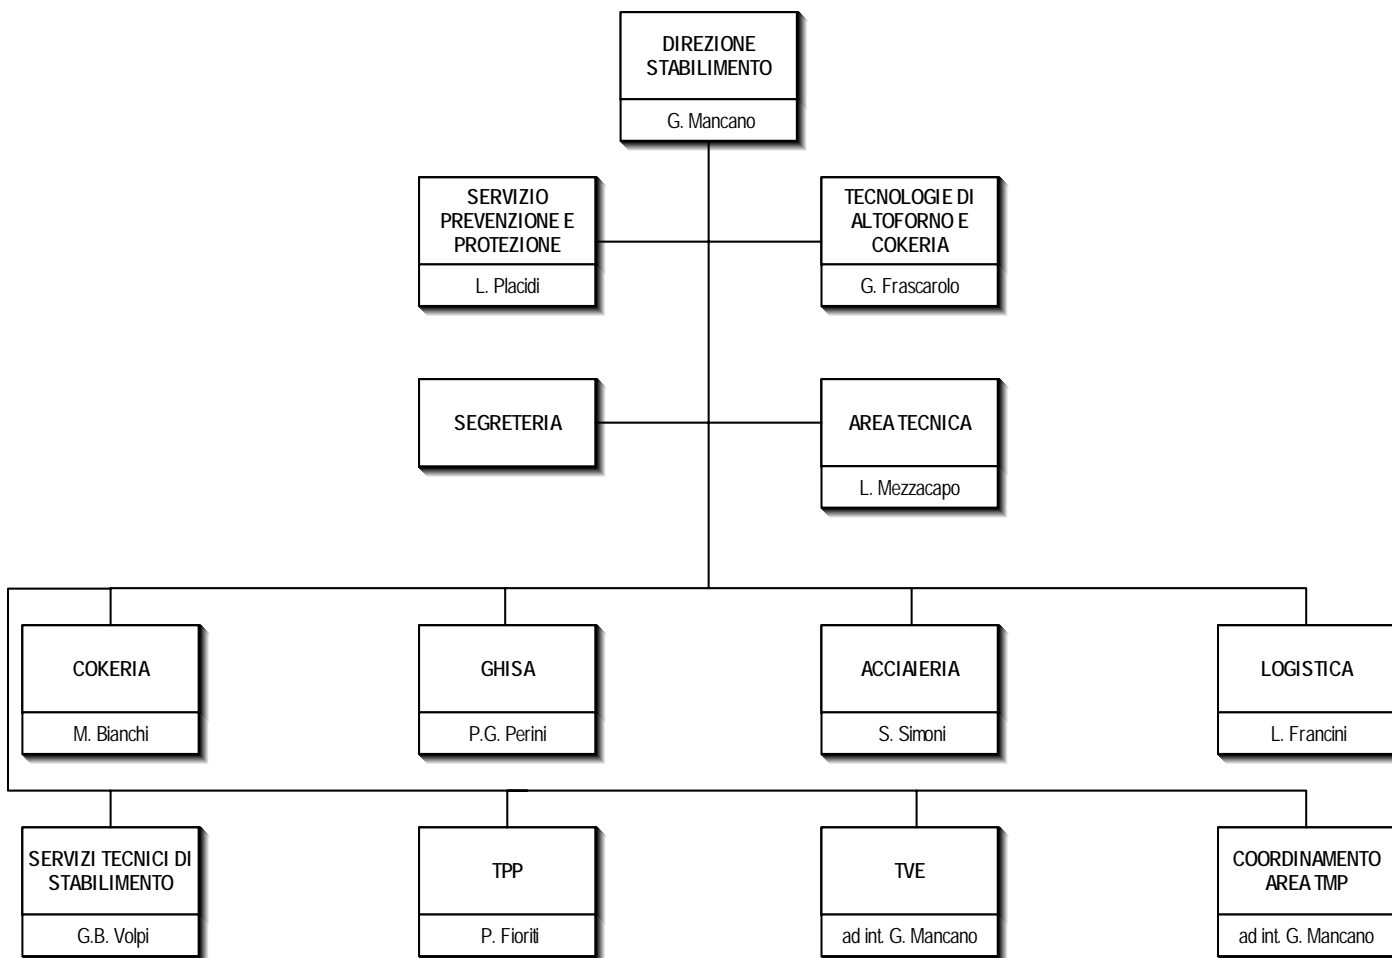 DIREZIONE
STABILIMENTO
G. Mancano
SERVIZIO
PREVENZIONE E
PROTEZIONE
L. Placidi
TECNOLOGIE DI
ALTOFORNO E
COKERIA
G. Frascarolo
SEGRETERIA
AREA TECNICA
L. Mezzacapo
COKERIA
M. Bianchi
GHISA
P.G. Perini
ACCIAIERIA
S. Simoni
LOGISTICA
L. Francini
SERVIZI TECNICI DI
STABILIMENTO
G.B. Volpi
TPP
P. Fioriti
TVE
ad int. G. Mancano
COORDINAMENTO
AREA TMP
ad int. G. Mancano